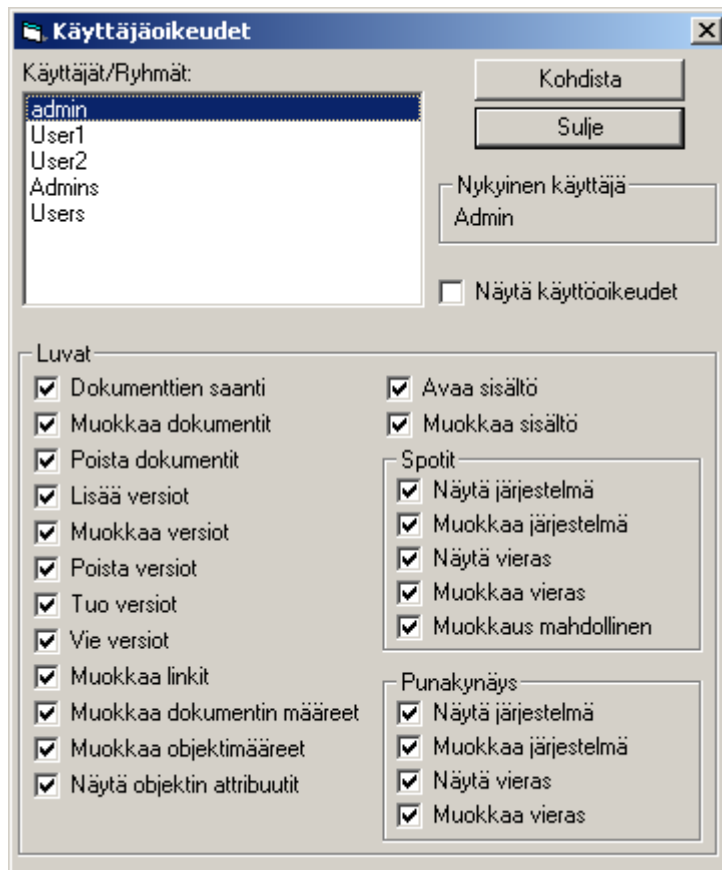 Käyttäjäoikeudet
Käyttäjät/Ryhmät:
admin
User1
User2
Admins
Users
Kohdista
Sulje
Nykyinen käyttäjä
Admin
Näytä käyttöoikeudet
Luvat
Dokumenttien saanti
Muokkaa dokumentit
Poista dokumentit
Lisää versiot
Muokkaa versiot
Poista versiot
Tuo versiot
Vie versiot
Muokkaa linkit
Muokkaa dokumentin määreet
Muokkaa objektimääreet
Näytä objektin attribuutit
Avaa sisältö
Muokkaa sisältö
Spotit
Näytä järjestelmä
Muokkaa järjestelmä
Näytä vieras
Muokkaa vieras
Muokkaus mahdollinen
Punakynäys
Näytä järjestelmä
Muokkaa järjestelmä
Näytä vieras
Muokkaa vieras